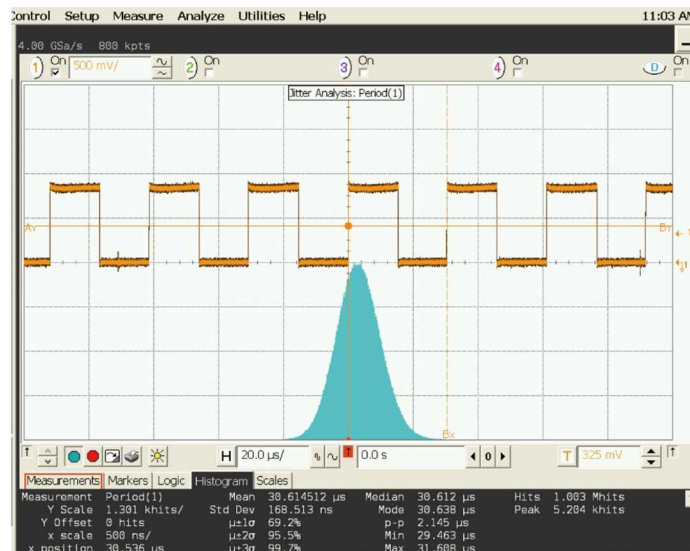 Control Setup Measure Analyze Utilities Help 11:03 AM
4.00 GSa/s 800 kpts
1 On 500 mV/ 2 On 3 On 4 On D On
Jitter Analysis: Period(1)
AY BY
BX
H 20.0 µs/ 0.0 s 0 T 325 mV
Measurements Markers Logic Histogram Scales
Measurement Period(1) Mean 30.614512 µs Median 30.612 µs Hits 1.003 Mhits
Y Scale 1.301 khits/ Std Dev 168.513 ns Mode 30.638 µs Peak 5.204 khits
Y Offset 0 hits µ±1σ 69.2% p-p 2.145 µs
x scale 500 ns/ µ±2σ 95.5% Min 29.463 µs
x position 30.536 µs µ±3σ 99.7% Max 31.608 µs